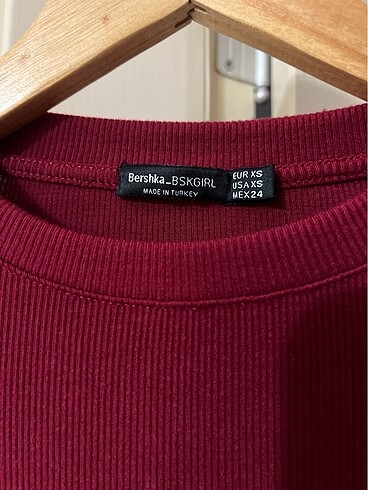 Bershka_BSKGIRL
MADE IN TURKEY
EUR XS
USA XS
MEX 24